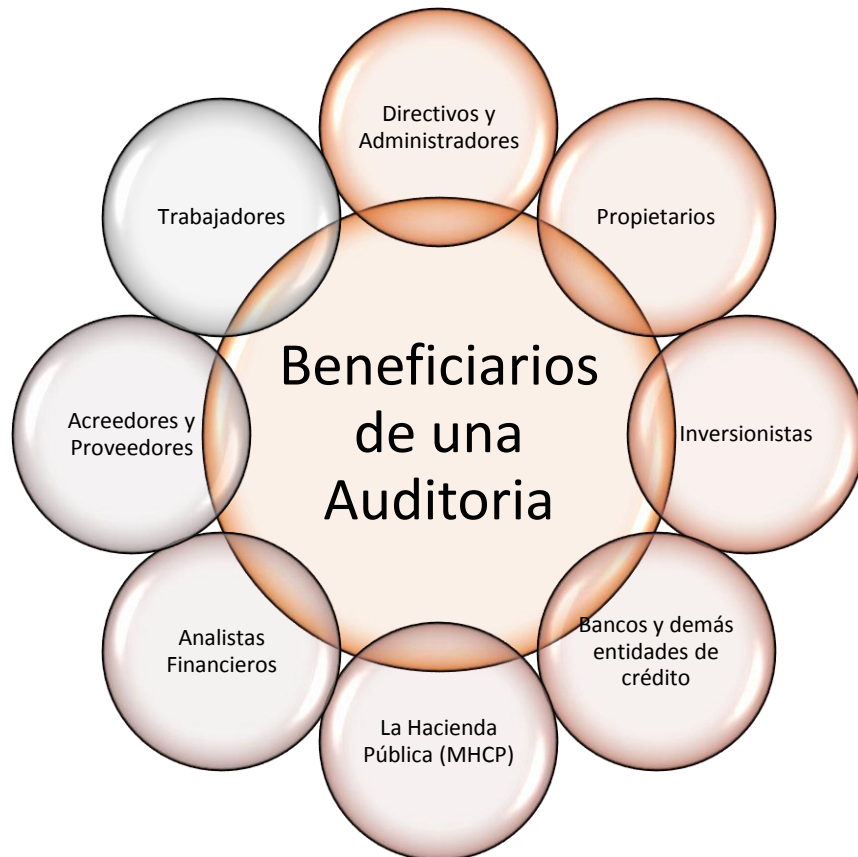 Directivos y
Administradores
Propietarios
Inversionistas
Bancos y demás
entidades de
crédito
La Hacienda
Pública (MHCP)
Analistas
Financieros
Acreedores y
Proveedores
Trabajadores
Beneficiarios
de una
Auditoria